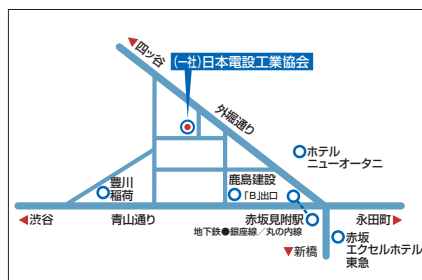 ▼四ッ谷
(一社)日本電設工業協会
外堀通り
ホテル
ニューオータニ
豊川
稲荷
鹿島建設
「B」出口
◀渋谷
青山通り
赤坂見附駅
地下鉄●銀座線／丸の内線
永田町▶
▼新橋
赤坂
エクセルホテル
東急